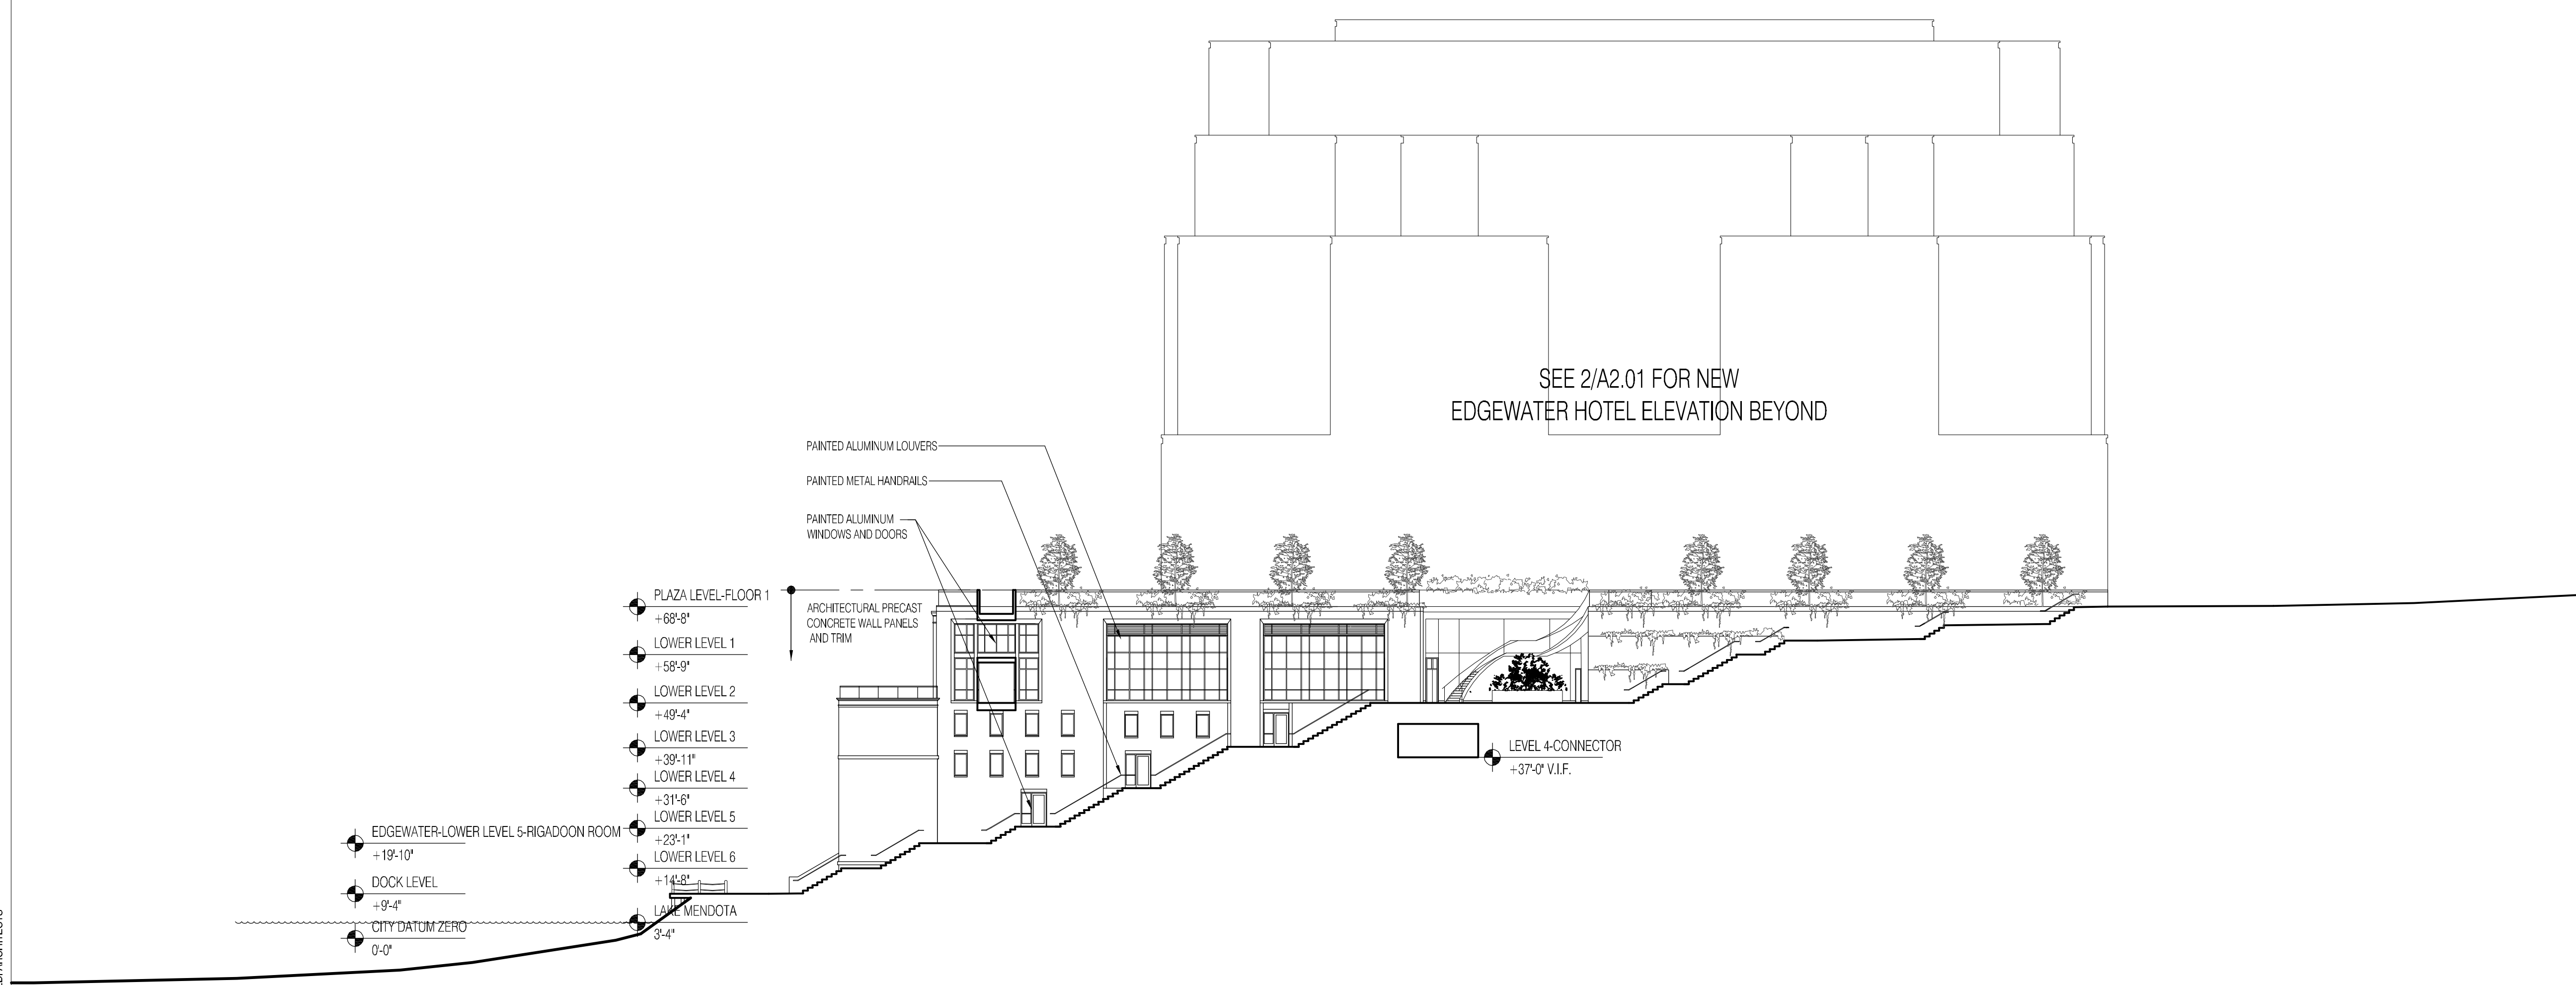 SEE 2/A2.01 FOR NEW
EDGEWATER HOTEL ELEVATION BEYOND
PAINTED ALUMINUM LOUVERS
PAINTED METAL HANDRAILS
PAINTED ALUMINUM
WINDOWS AND DOORS
ARCHITECTURAL PRECAST
CONCRETE WALL PANELS
AND TRIM
PLAZA LEVEL-FLOOR 1
+68'-8"
LOWER LEVEL 1
+58'-9"
LOWER LEVEL 2
+49'-4"
LOWER LEVEL 3
+39'-11"
LOWER LEVEL 4
+31'-6"
LOWER LEVEL 5
+23'-1"
LOWER LEVEL 6
+14'-8"
LAKE MENDOTA
3'-4"
EDGEWATER-LOWER LEVEL 5-RIGADOON ROOM
+19'-10"
DOCK LEVEL
+9'-4"
CITY DATUM ZERO
0'-0"
LEVEL 4-CONNECTOR
+37'-0" V.I.F.